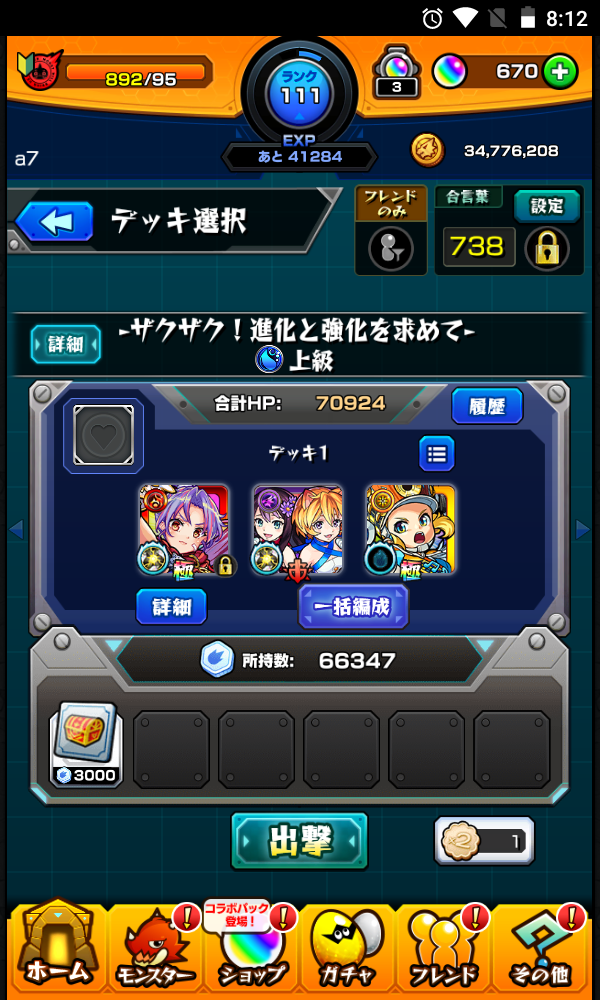 8:12
892/95
ランク
111
EXP
あと 41284
3
670
a7
34,776,208
デッキ選択
フレンド
のみ
合言葉
設定
738
詳細
-ザクザク！進化と強化を求めて-
上級
合計HP: 70924
履歴
デッキ1
極
極
詳細
一括編成
所持数: 66347
3000
出撃
×2
1
コラボパック
登場！
ホーム
モンスター
ショップ
ガチャ
フレンド
その他